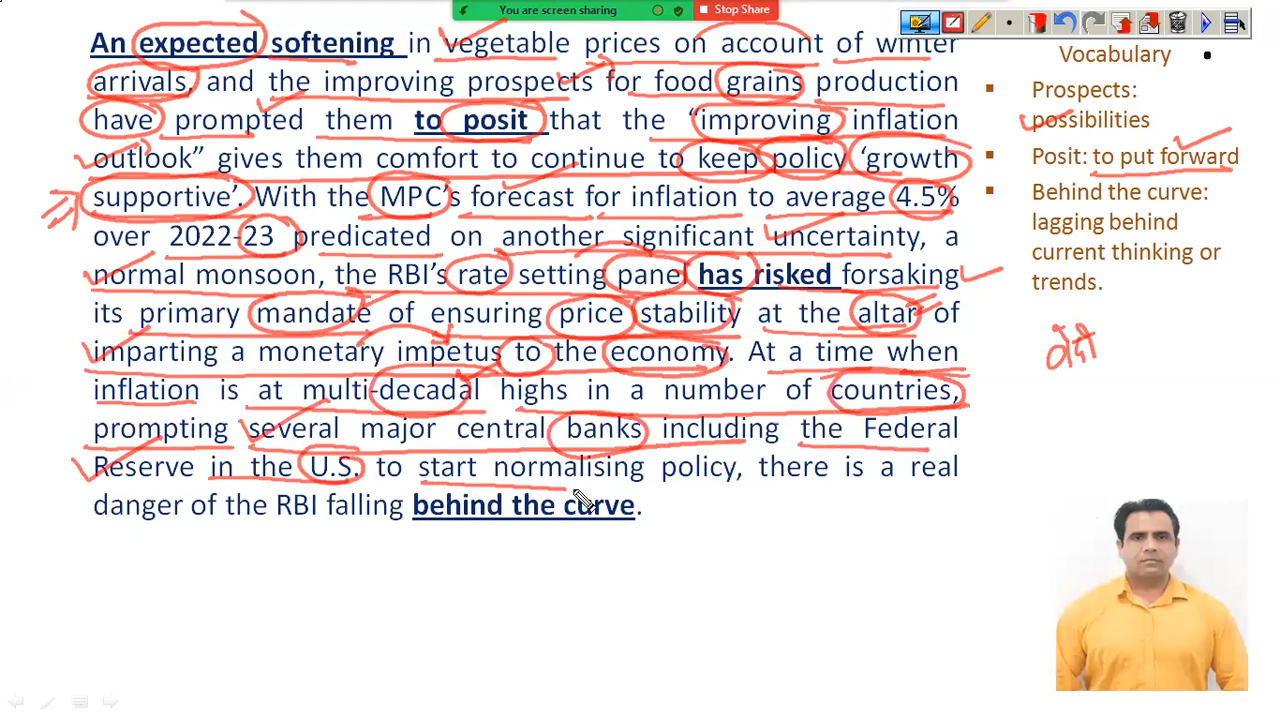 You are screen sharing
Stop Share
An expected softening in vegetable prices on account of winter
arrivals, and the improving prospects for food grains production
have prompted them to posit that the “improving inflation
outlook” gives them comfort to continue to keep policy ‘growth
supportive’. With the MPC’s forecast for inflation to average 4.5%
over 2022-23 predicated on another significant uncertainty, a
normal monsoon, the RBI’s rate setting panel has risked forsaking
its primary mandate of ensuring price stability at the altar of
imparting a monetary impetus to the economy. At a time when
inflation is at multi-decadal highs in a number of countries,
prompting several major central banks including the Federal
Reserve in the U.S. to start normalising policy, there is a real
danger of the RBI falling behind the curve.
Vocabulary
Prospects:
possibilities
Posit: to put forward
Behind the curve:
lagging behind
current thinking or
trends.